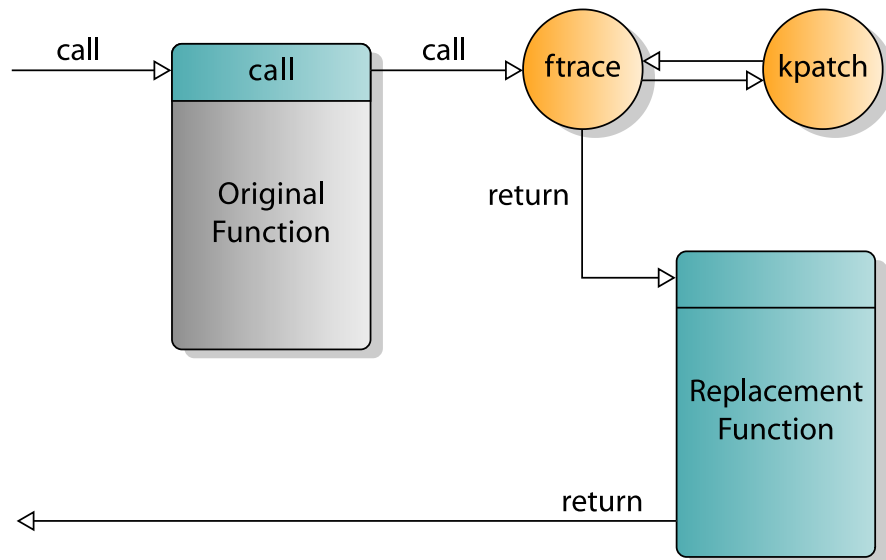 call
call
call
ftrace
kpatch
Original
Function
return
Replacement
Function
return